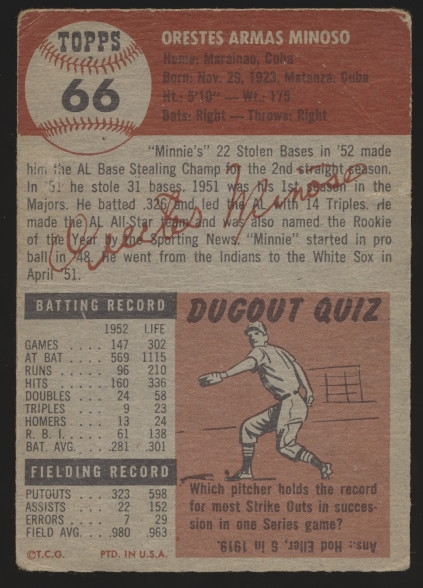 TOPPS
66
ORESTES ARMAS MINOSO
Home: Marainao, Cuba
Born: Nov. 29, 1923, Matanza, Cuba
Ht.: 5'10" — Wt.: 175
Bats: Right — Throws: Right
"Minnie's" 22 Stolen Bases in '52 made
him the AL Base Stealing Champ for the 2nd straight season.
In '51 he stole 31 bases. 1951 was his 1st season in the
Majors. He batted .326 and led the AL with 14 Triples. He
made the AL All-Star team and was also named the Rookie
of the Year by the Sporting News. "Minnie" started in pro
ball in '48. He went from the Indians to the White Sox in
April '51.
Orestes Minoso
BATTING RECORD
1952 LIFE
GAMES . . . . 147 302
AT BAT . . . . 569 1115
RUNS . . . . 96 210
HITS . . . . 160 336
DOUBLES . . . 24 58
TRIPLES . . . 9 23
HOMERS . . . 13 24
R. B. I. . . . . 61 138
BAT. AVG. . . .281 .301
FIELDING RECORD
PUTOUTS . . . . 323 598
ASSISTS . . . . 22 152
ERRORS . . . . 7 29
FIELD AVG. . . .980 .963
©T.C.G. PTD. IN U.S.A.
DUGOUT QUIZ
Which pitcher holds the record
for most Strike Outs in succes-
sion in one Series game?
Ans.: Hod Eller, 6 in 1919.